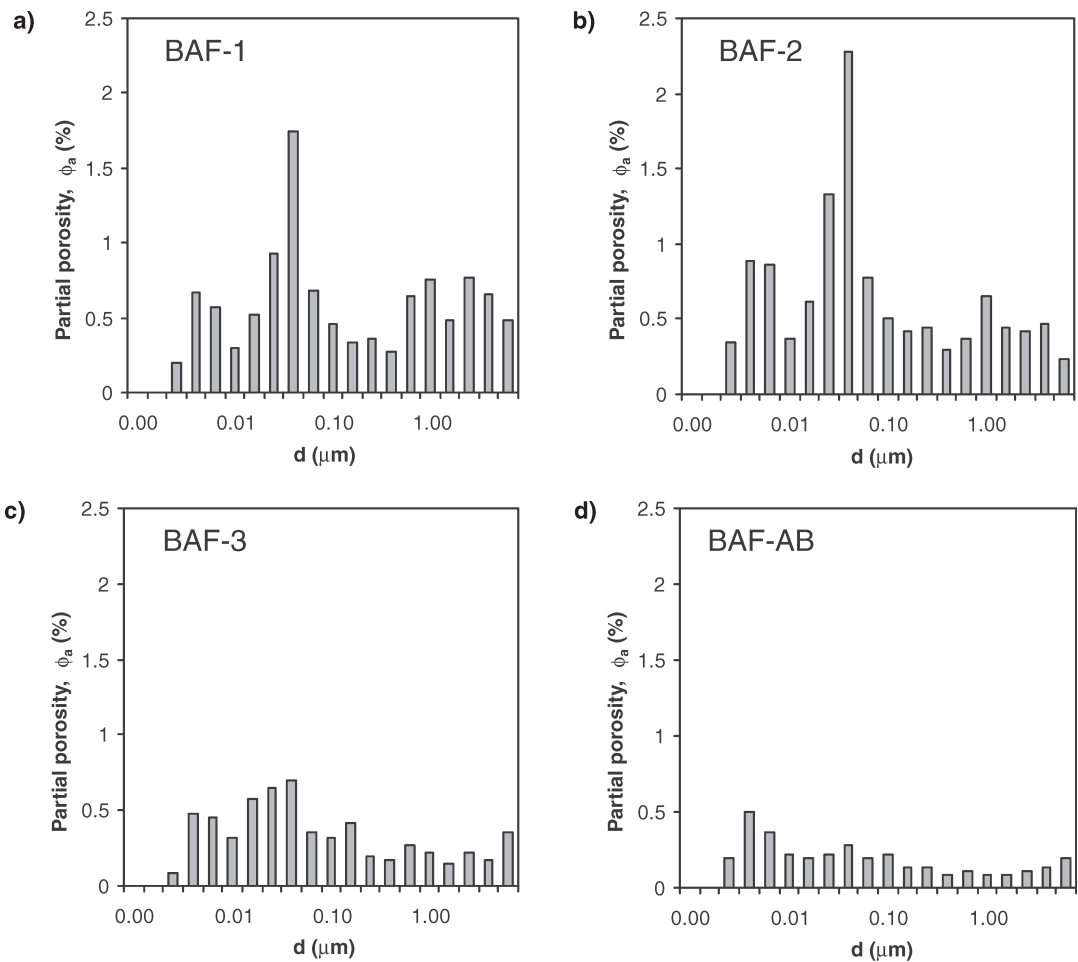 a)
BAF-1
Partial porosity, ϕa (%)
2.5
2
1.5
1
0.5
0
0.00 0.01 0.10 1.00
d (μm)
b)
BAF-2
Partial porosity, ϕa (%)
2.5
2
1.5
1
0.5
0
0.00 0.01 0.10 1.00
d (μm)
c)
BAF-3
Partial porosity, ϕa (%)
2.5
2
1.5
1
0.5
0
0.00 0.01 0.10 1.00
d (μm)
d)
BAF-AB
Partial porosity, ϕa (%)
2.5
2
1.5
1
0.5
0
0.00 0.01 0.10 1.00
d (μm)